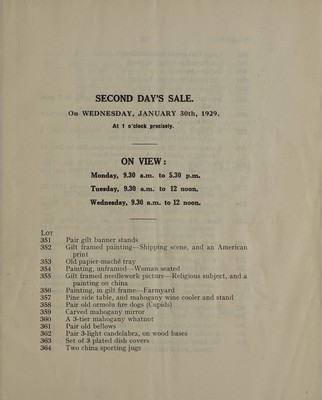 SECOND DAY'S SALE.
On WEDNESDAY, JANUARY 30th, 1929.
At 1 o'clock precisely.
ON VIEW:
Monday, 9.30 a.m. to 5.30 p.m.
Tuesday, 9.30 a.m. to 12 noon.
Wednesday, 9.30 a.m. to 12 noon.
LOT
351 Pair gilt banner stands
352 Gilt framed painting—Shipping scene, and an American
print
353 Old papier-maché tray
354 Painting, unframed—Woman seated
355 Gilt framed needlework picture—Religious subject, and a
painting on china
356 Painting, in gilt frame—Farmyard
357 Pine side table, and mahogany wine cooler and stand
358 Pair old ormolu fire dogs (Cupids)
359 Carved mahogany mirror
360 A 3-tier mahogany whatnot
361 Pair old bellows
362 Pair 3-light candelabra, on wood bases
363 Set of 3 plated dish covers
364 Two china sporting jugs